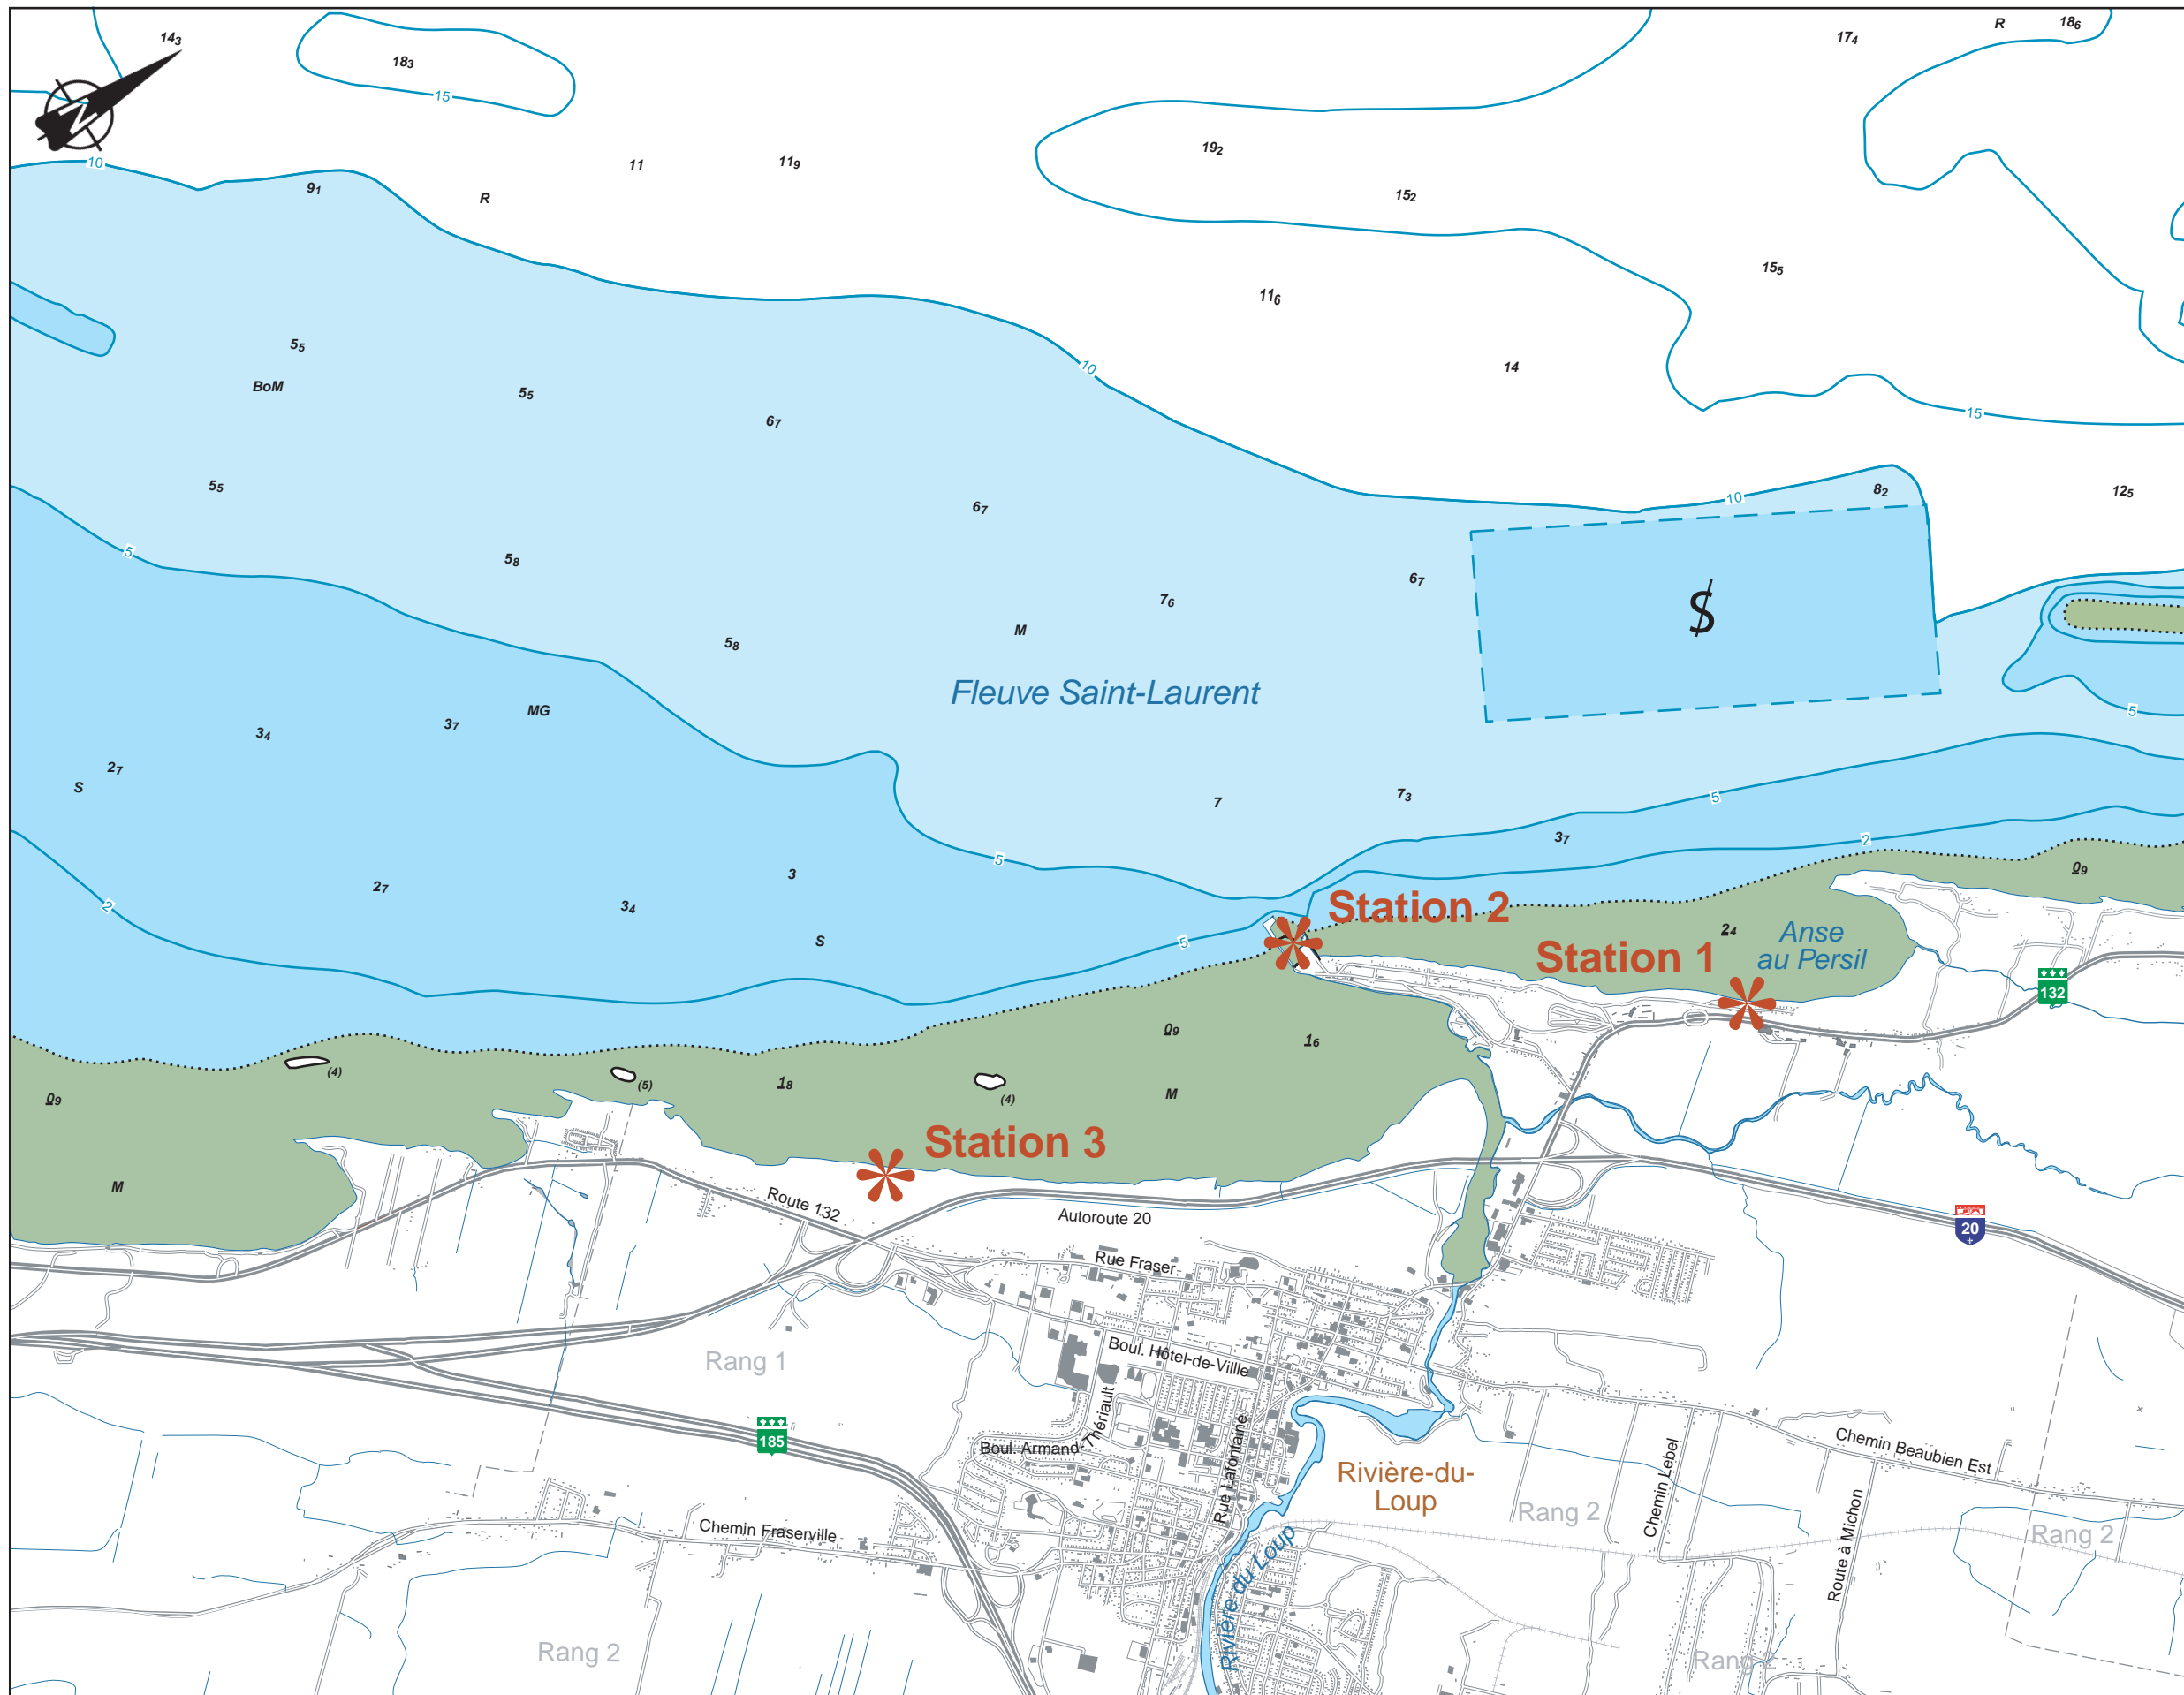 14₃
18₃
15
17₄
R
18₆
N
10
9₁
R
11
11₉
19₂
15₂
15₅
11₆
14
10
15
5₅
BoM
5₅
6₇
5₅
6₇
10
8₂
12₅
5
5₈
6₇
7₆
M
5₈
$
Fleuve Saint-Laurent
MG
3₇
3₄
2₇
S
5
7
7₃
5
3₇
2
5
3
2₇
3₄
2
S
5
0₉
Station 2
2₄
Anse
au Persil
Station 1
132
0₉
1₆
M
(4)
(5)
1₈
(4)
0₉
M
Station 3
Route 132
Autoroute 20
20
Rue Fraser
Rang 1
Boul. Hôtel-de-Villle
185
Boul. Armand-Thériault
Rue Lafontaine
Rivière-du-
Loup
Chemin Beaubien Est
Chemin Lebel
Route à Michon
Rang 2
Rang 2
Chemin Fraserville
Rivière du Loup
Rang 2
Rang 2